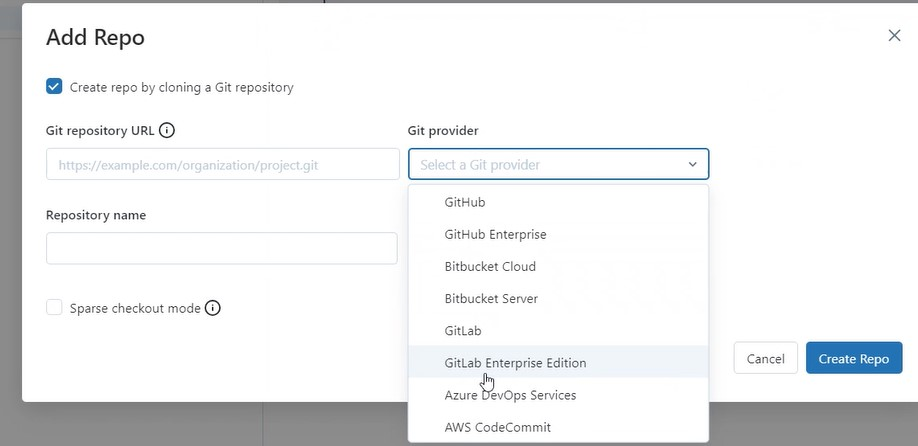 Add Repo
Create repo by cloning a Git repository
Git repository URL
Git provider
https://example.com/organization/project.git
Select a Git provider
GitHub
Repository name
GitHub Enterprise
Bitbucket Cloud
Bitbucket Server
Sparse checkout mode
GitLab
GitLab Enterprise Edition
Cancel
Create Repo
Azure DevOps Services
AWS CodeCommit